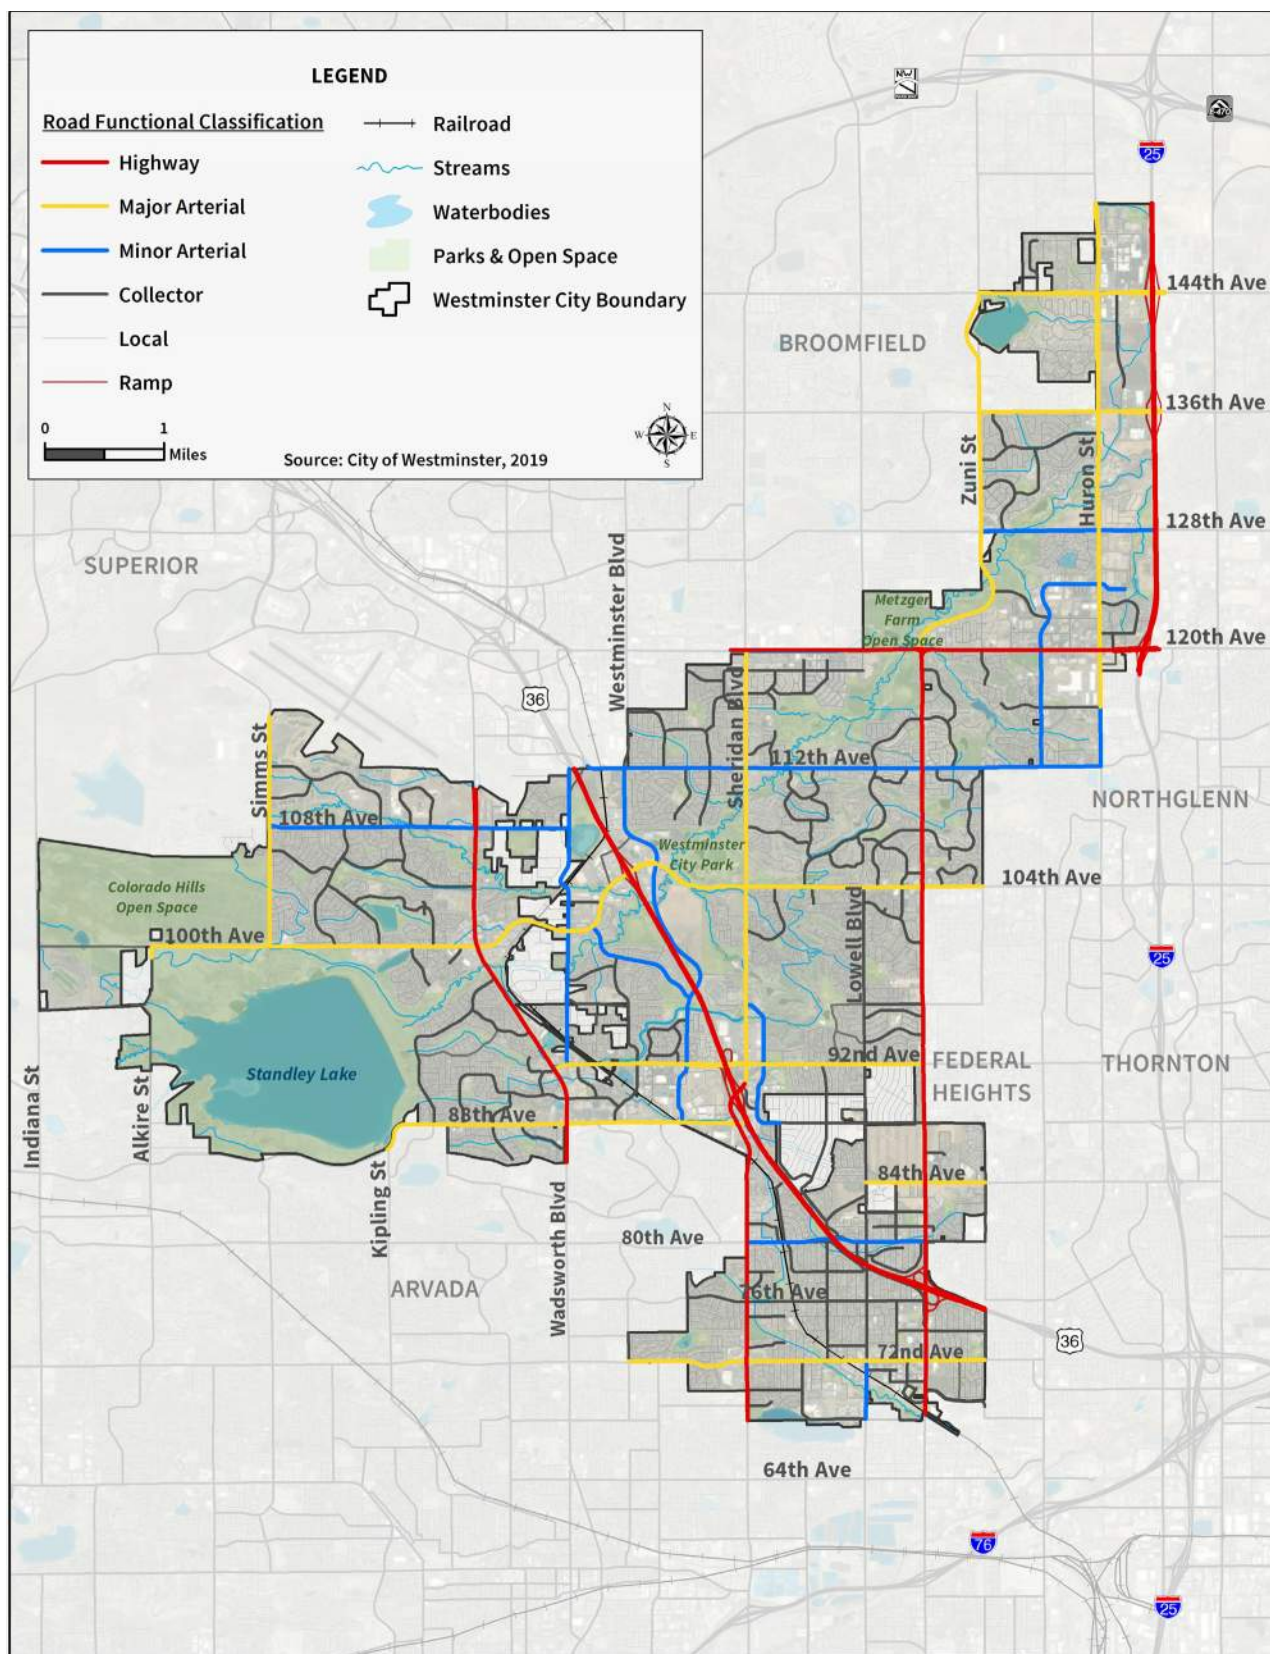 LEGEND
Road Functional Classification
Highway
Major Arterial
Minor Arterial
Collector
Local
Ramp
Railroad
Streams
Waterbodies
Parks & Open Space
Westminster City Boundary
0 1
Miles
N
W E
S
Source: City of Westminster, 2019
NW
25
144th Ave
BROOMFIELD
136th Ave
Zuni St
Huron St
128th Ave
SUPERIOR
Westminster Blvd
Metzger
Farm
Open Space
120th Ave
36
Simms St
Sheridan Blvd
112th Ave
108th Ave
NORTHGLENN
Westminster
City Park
104th Ave
Colorado Hills
Open Space
100th Ave
Lowell Blvd
25
Standley Lake
92nd Ave
FEDERAL
HEIGHTS
THORNTON
Indiana St
Alkire St
88th Ave
Kipling St
84th Ave
Wadsworth Blvd
80th Ave
ARVADA
76th Ave
36
72nd Ave
64th Ave
76
25